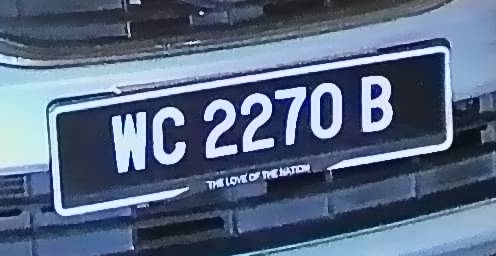 WC 2270 B
THE LOVE OF THE NATION